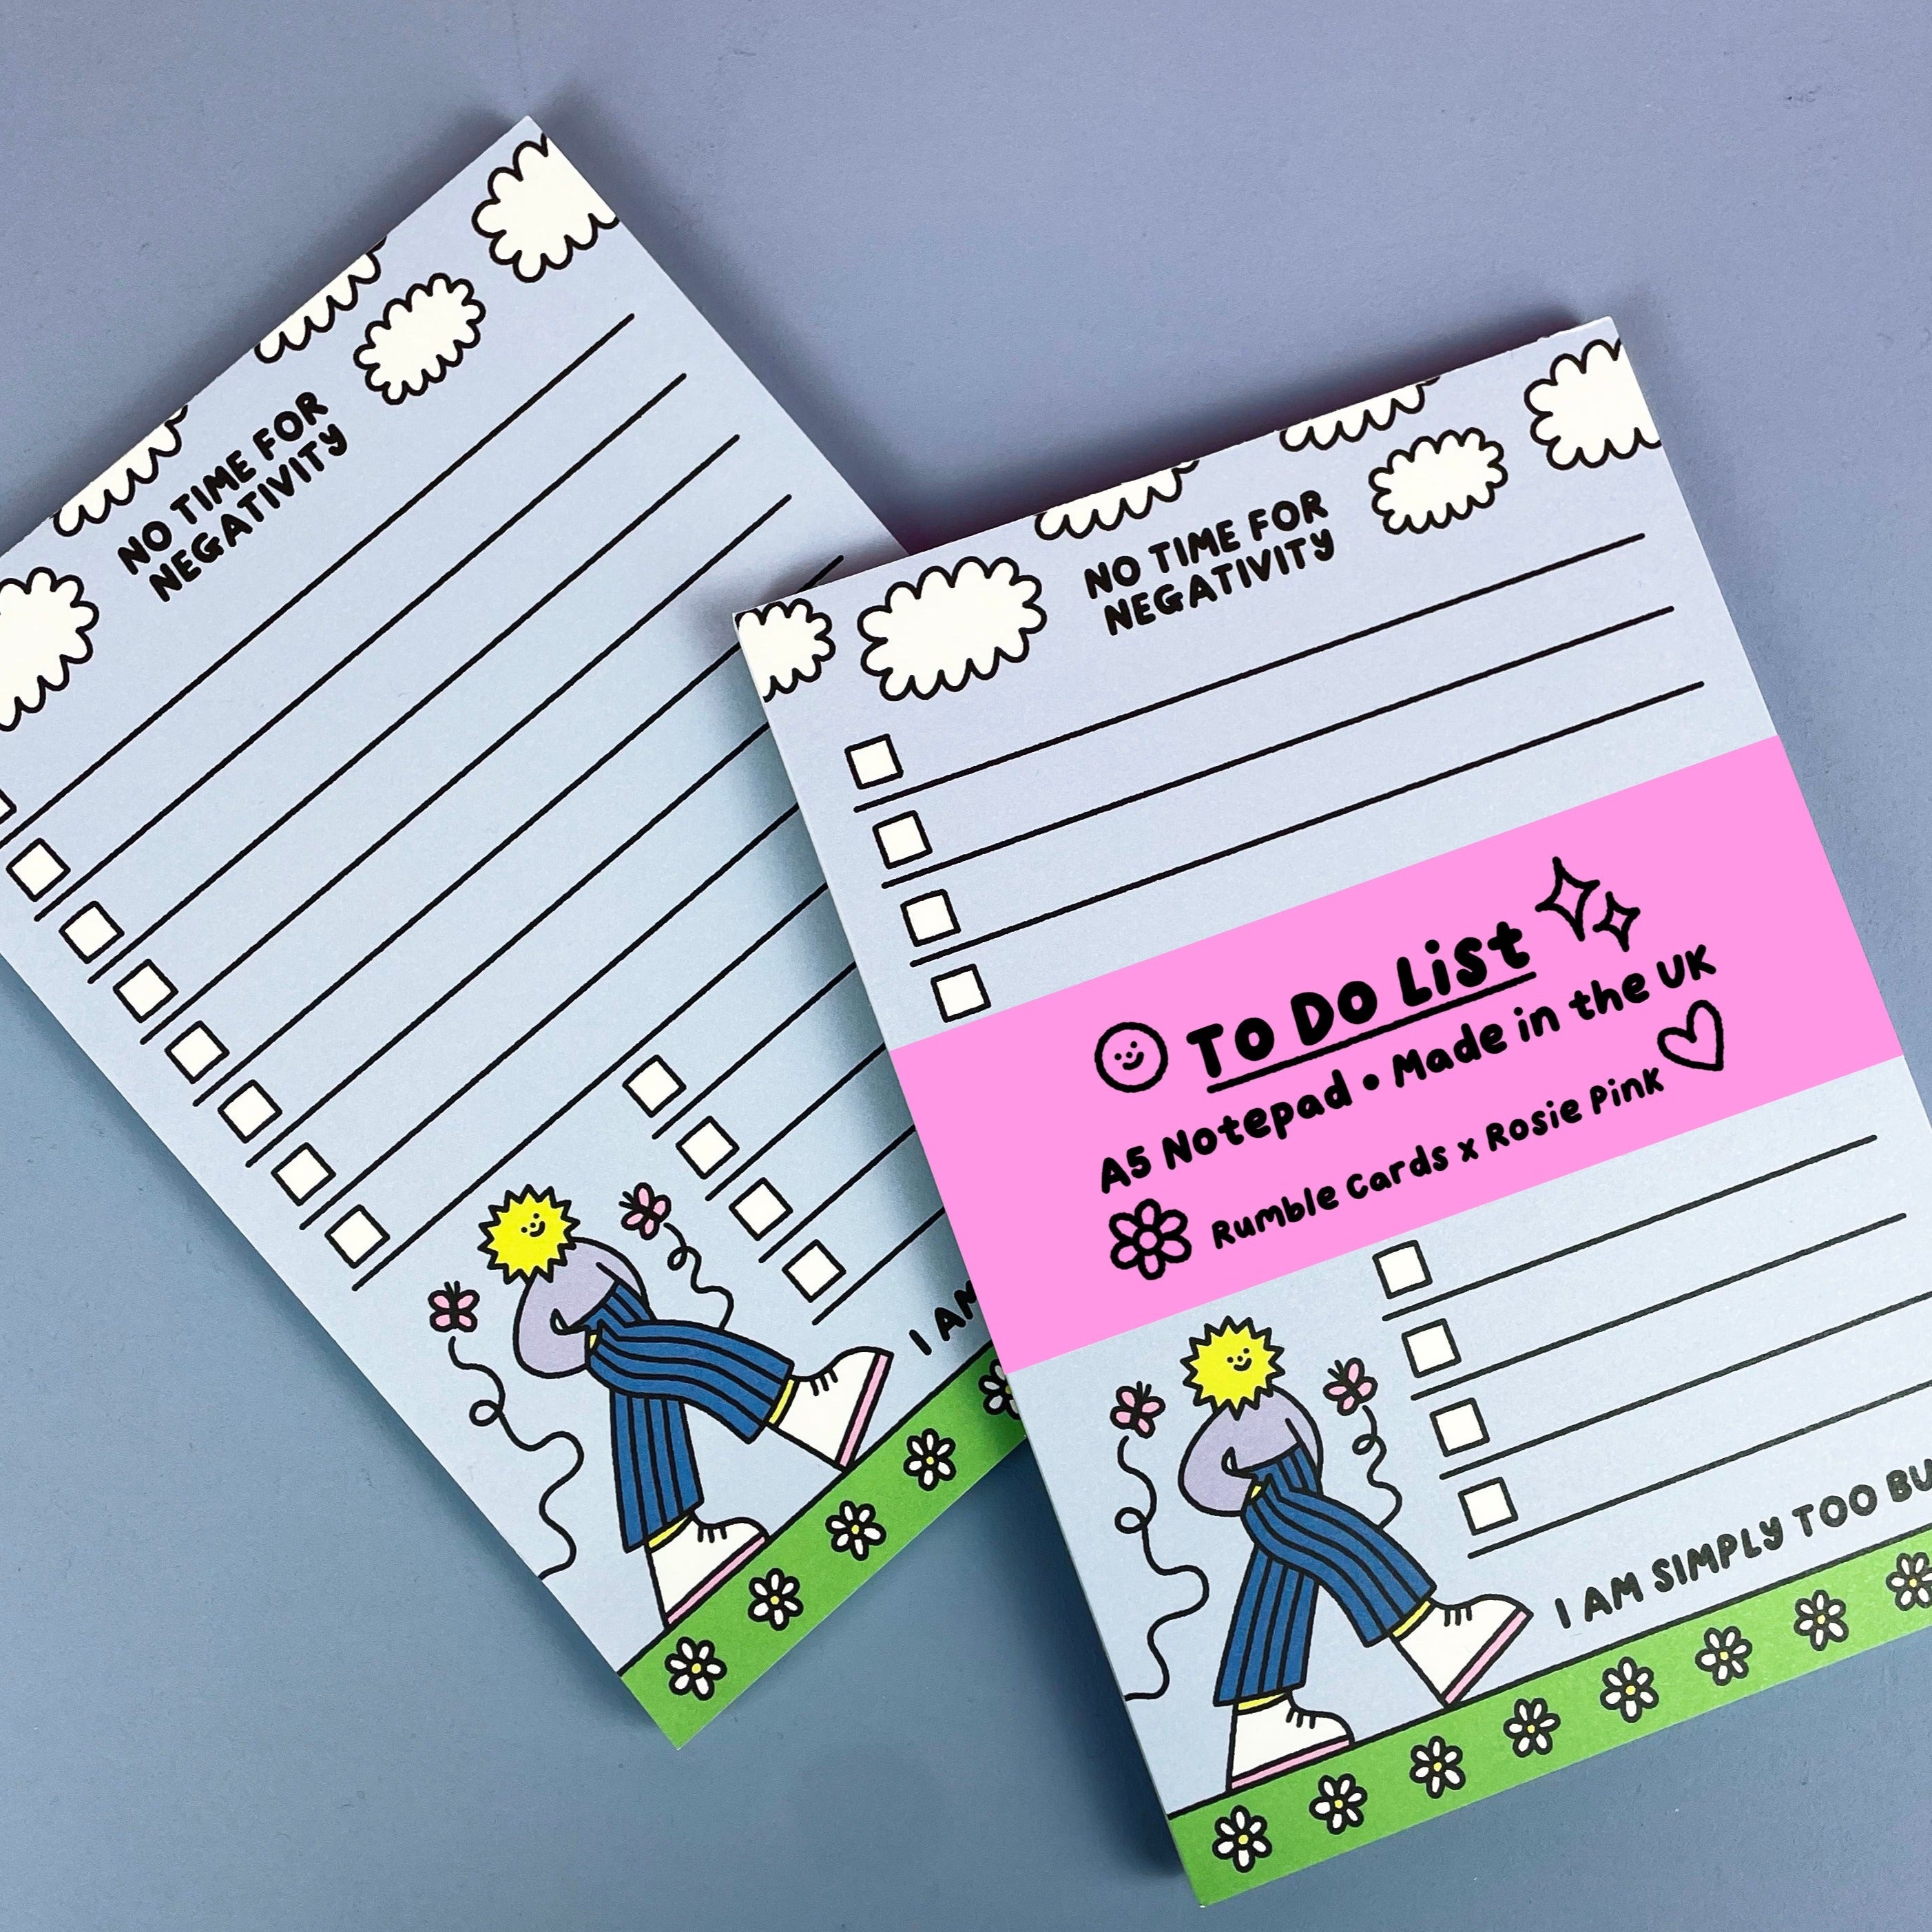 NO TIME FOR
NEGATIVITY
I AM
NO TIME FOR
NEGATIVITY
TO DO LiST
A5 Notepad • Made in the UK
Rumble Cards x Rosie Pink
I AM SIMPLY TOO BU